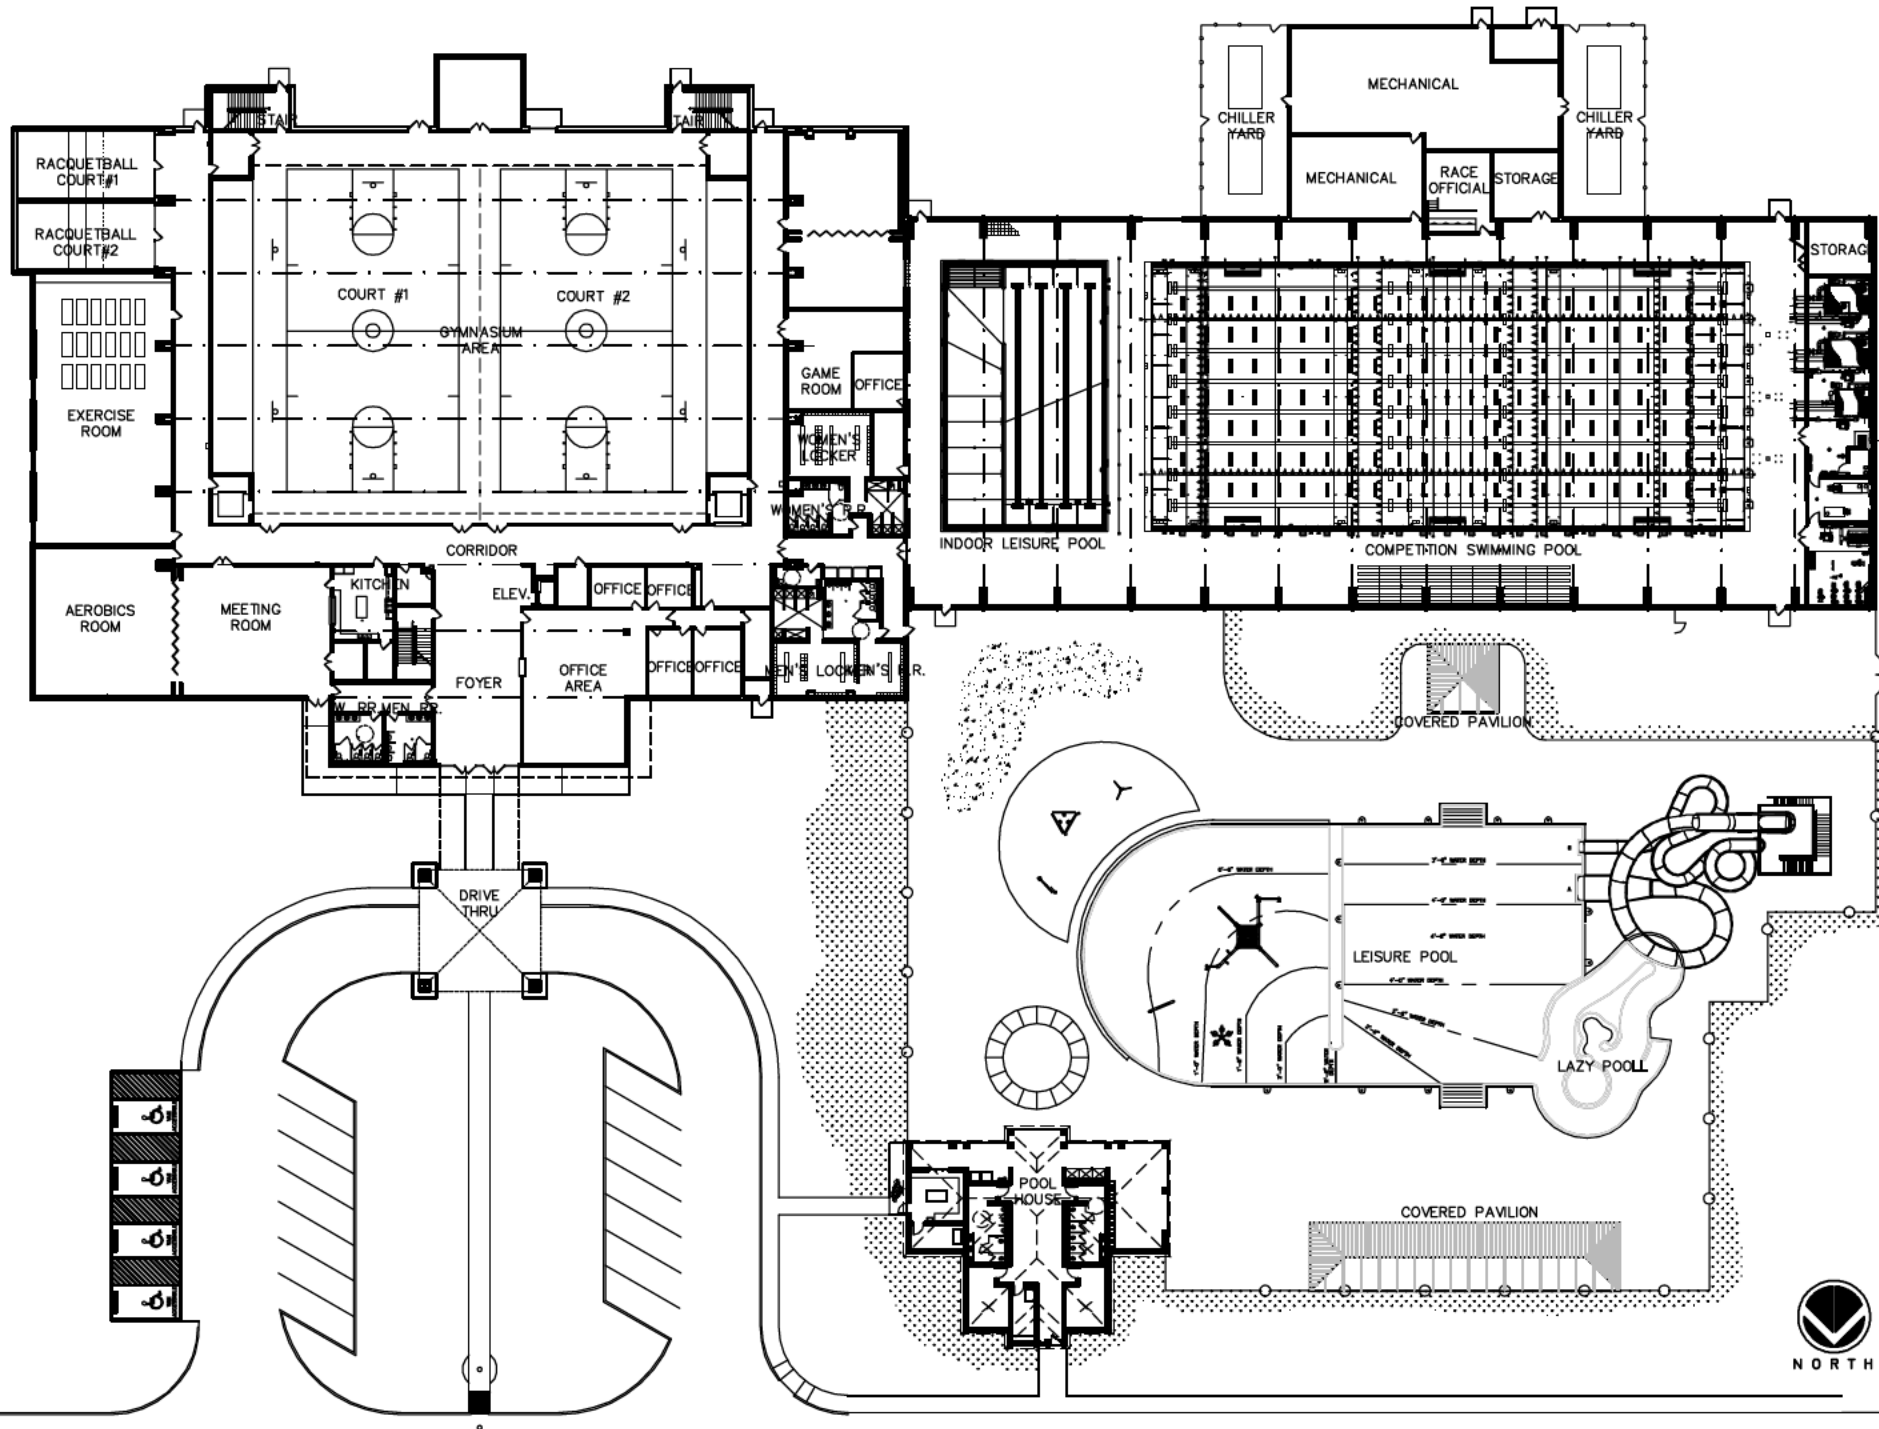 MECHANICAL
CHILLER
YARD
CHILLER
YARD
STAIR
STAIR
RACQUETBALL
COURT#1
MECHANICAL
RACE
OFFICIAL
STORAGE
RACQUETBALL
COURT#2
STORAG
COURT #1
COURT #2
GYMNASIUM
AREA
GAME
ROOM
OFFICE
EXERCISE
ROOM
WOMEN'S
LOCKER
WOMEN'S R.R.
INDOOR LEISURE POOL
COMPETITION SWIMMING POOL
CORRIDOR
KITCHEN
ELEV.
OFFICE
OFFICE
AEROBICS
ROOM
MEETING
ROOM
FOYER
OFFICE
AREA
OFFICE
OFFICE
MEN'S LOCKER
MEN'S R.R.
W. RR.
MEN RR.
COVERED PAVILION
DRIVE
THRU
LEISURE POOL
LAZY POOLL
POOL
HOUSE
COVERED PAVILION
NORTH